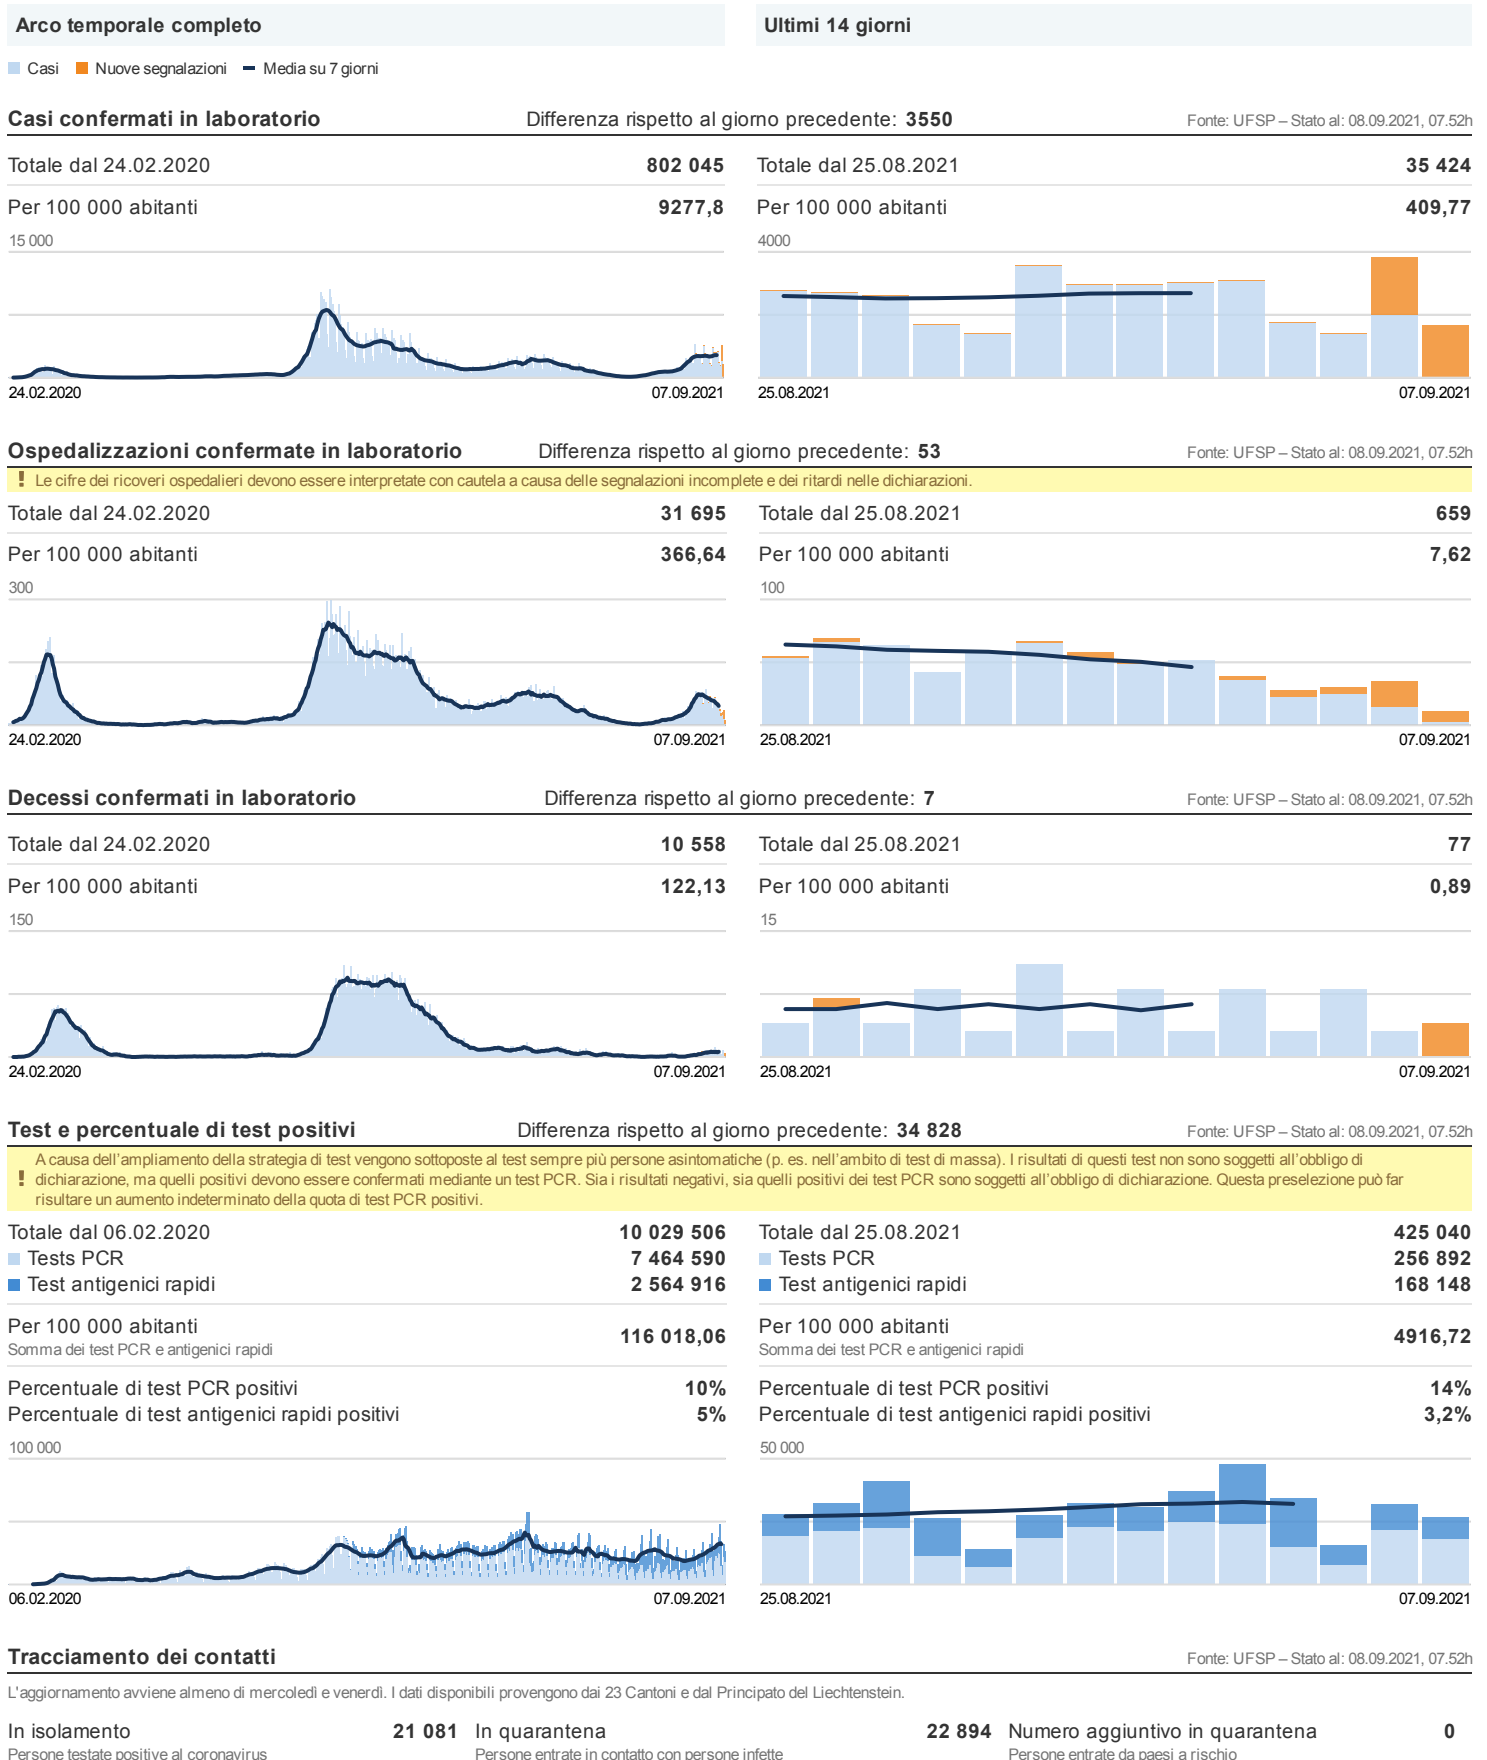 Arco temporale completo
Ultimi 14 giorni
Casi Nuove segnalazioni Media su 7 giorni
Casi confermati in laboratorio Differenza rispetto al giorno precedente: 3550 Fonte: UFSP – Stato al: 08.09.2021, 07.52h
Totale dal 24.02.2020 802 045
Per 100 000 abitanti 9277,8
15 000
24.02.2020 07.09.2021
Totale dal 25.08.2021 35 424
Per 100 000 abitanti 409,77
4000
25.08.2021 07.09.2021
Ospedalizzazioni confermate in laboratorio Differenza rispetto al giorno precedente: 53 Fonte: UFSP – Stato al: 08.09.2021, 07.52h
! Le cifre dei ricoveri ospedalieri devono essere interpretate con cautela a causa delle segnalazioni incomplete e dei ritardi nelle dichiarazioni.
Totale dal 24.02.2020 31 695
Per 100 000 abitanti 366,64
300
24.02.2020 07.09.2021
Totale dal 25.08.2021 659
Per 100 000 abitanti 7,62
100
25.08.2021 07.09.2021
Decessi confermati in laboratorio Differenza rispetto al giorno precedente: 7 Fonte: UFSP – Stato al: 08.09.2021, 07.52h
Totale dal 24.02.2020 10 558
Per 100 000 abitanti 122,13
150
24.02.2020 07.09.2021
Totale dal 25.08.2021 77
Per 100 000 abitanti 0,89
15
25.08.2021 07.09.2021
Test e percentuale di test positivi Differenza rispetto al giorno precedente: 34 828 Fonte: UFSP – Stato al: 08.09.2021, 07.52h
A causa dell'ampliamento della strategia di test vengono sottoposte al test sempre più persone asintomatiche (p. es. nell'ambito di test di massa). I risultati di questi test non sono soggetti all'obbligo di
! dichiarazione, ma quelli positivi devono essere confermati mediante un test PCR. Sia i risultati negativi, sia quelli positivi dei test PCR sono soggetti all'obbligo di dichiarazione. Questa preselezione può far
risultare un aumento indeterminato della quota di test PCR positivi.
Totale dal 06.02.2020 10 029 506
Tests PCR 7 464 590
Test antigenici rapidi 2 564 916
Per 100 000 abitanti 116 018,06
Somma dei test PCR e antigenici rapidi
Percentuale di test PCR positivi 10%
Percentuale di test antigenici rapidi positivi 5%
100 000
06.02.2020 07.09.2021
Totale dal 25.08.2021 425 040
Tests PCR 256 892
Test antigenici rapidi 168 148
Per 100 000 abitanti 4916,72
Somma dei test PCR e antigenici rapidi
Percentuale di test PCR positivi 14%
Percentuale di test antigenici rapidi positivi 3,2%
50 000
25.08.2021 07.09.2021
Tracciamento dei contatti Fonte: UFSP – Stato al: 08.09.2021, 07.52h
L'aggiornamento avviene almeno di mercoledì e venerdì. I dati disponibili provengono dai 23 Cantoni e dal Principato del Liechtenstein.
In isolamento 21 081
Persone testate positive al coronavirus
In quarantena 22 894
Persone entrate in contatto con persone infette
Numero aggiuntivo in quarantena 0
Persone entrate da paesi a rischio